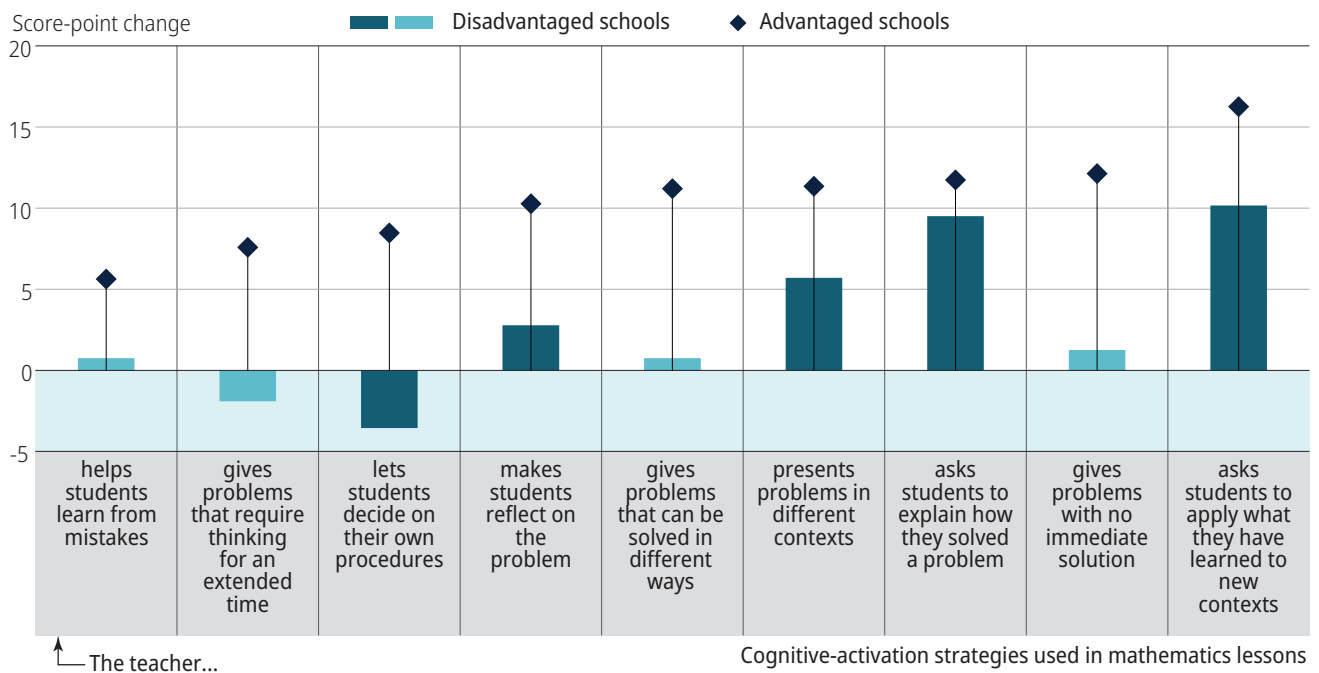 Score-point change
Disadvantaged schools
Advantaged schools
20
15
10
5
0
-5
helps
students
learn from
mistakes
gives
problems
that require
thinking
for an
extended
time
lets
students
decide on
their own
procedures
makes
students
reflect on
the
problem
gives
problems
that can be
solved in
different
ways
presents
problems in
different
contexts
asks
students to
explain how
they solved
a problem
gives
problems
with no
immediate
solution
asks
students to
apply what
they have
learned to
new
contexts
The teacher...
Cognitive-activation strategies used in mathematics lessons